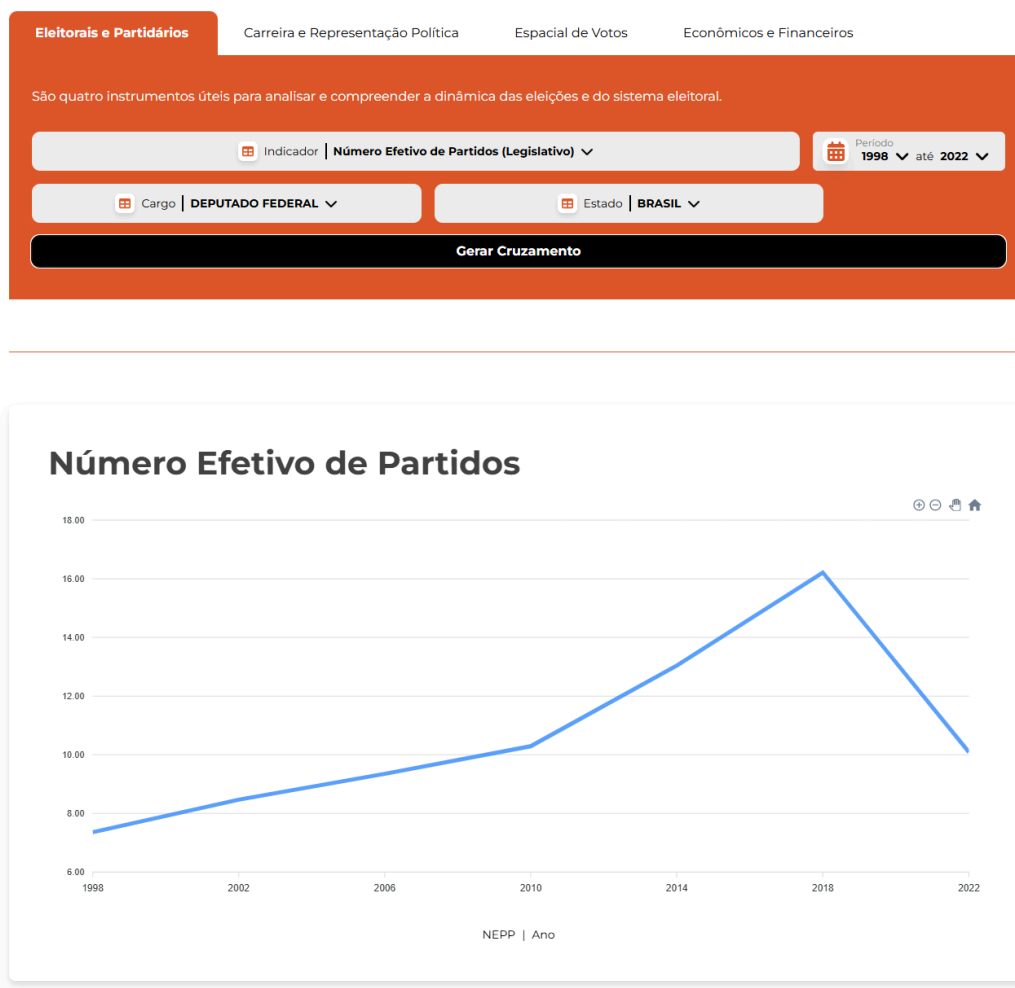 Eleitorais e Partidários Carreira e Representação Política Espacial de Votos Econômicos e Financeiros
São quatro instrumentos úteis para analisar e compreender a dinâmica das eleições e do sistema eleitoral.
Indicador | Número Efetivo de Partidos (Legislativo)
Período
1998 até 2022
Cargo | DEPUTADO FEDERAL
Estado | BRASIL
Gerar Cruzamento
Número Efetivo de Partidos
18.00
16.00
14.00
12.00
10.00
8.00
6.00
1998 2002 2006 2010 2014 2018 2022
NEPP | Ano